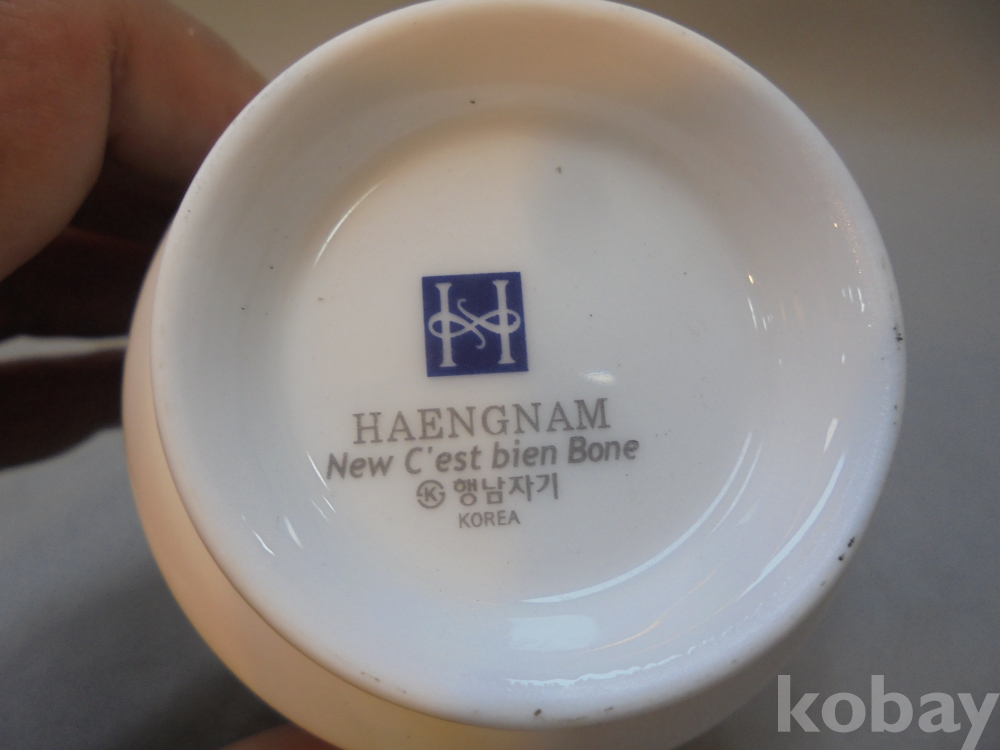 H
HAENGNAM
New C'est bien Bone
Ⓚ 행남자기
KOREA
kobay